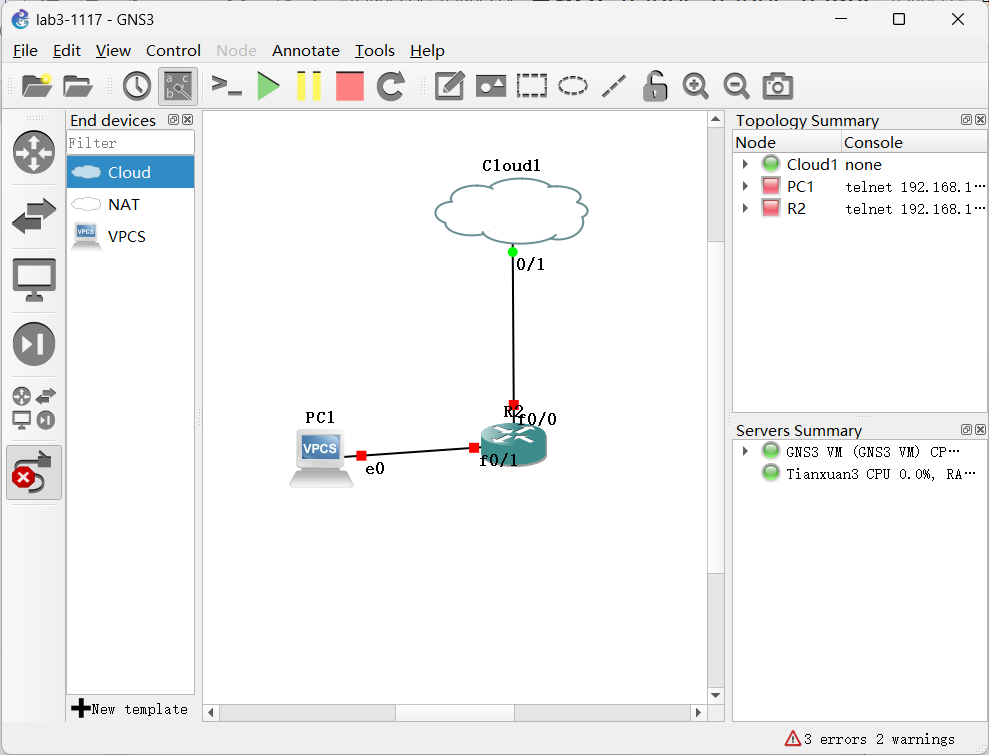 lab3-1117 - GNS3
File Edit View Control Node Annotate Tools Help
End devices
Filter
Cloud
NAT
VPCS
VPCS
New template
Cloud1
0/1
R2
f0/0
f0/1
PC1
VPCS
e0
Topology Summary
Node Console
Cloud1 none
PC1 telnet 192.168.1…
R2 telnet 192.168.1…
Servers Summary
GNS3 VM (GNS3 VM) CP…
Tianxuan3 CPU 0.0%, RA…
3 errors 2 warnings